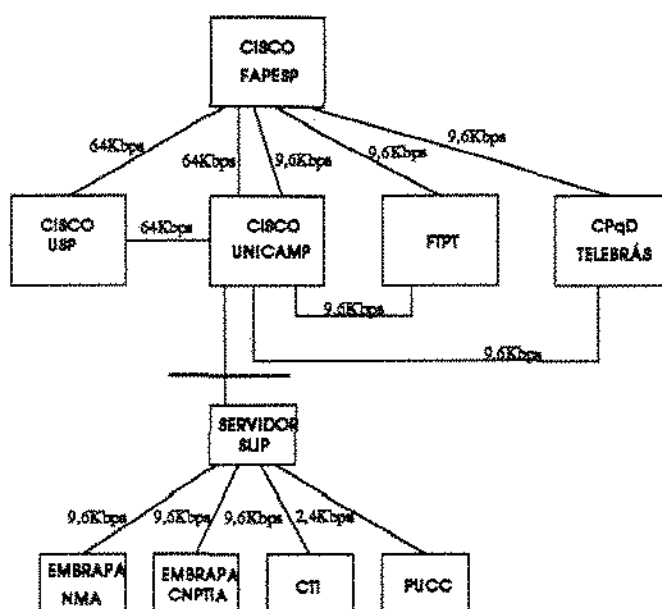 CISCO
FAPESP
64Kbps
64Kbps
9,6Kbps
9,6Kbps
9,6Kbps
CISCO
USP
64Kbps
CISCO
UNICAMP
FTPT
CPqD
TELEBRÁS
9,6Kbps
9,6Kbps
SERVIDOR
SLIP
9,6Kbps
9,6Kbps
9,6Kbps
2,4Kbps
EMBRAPA
NMA
EMBRAPA
CNPTIA
CTI
PUCC